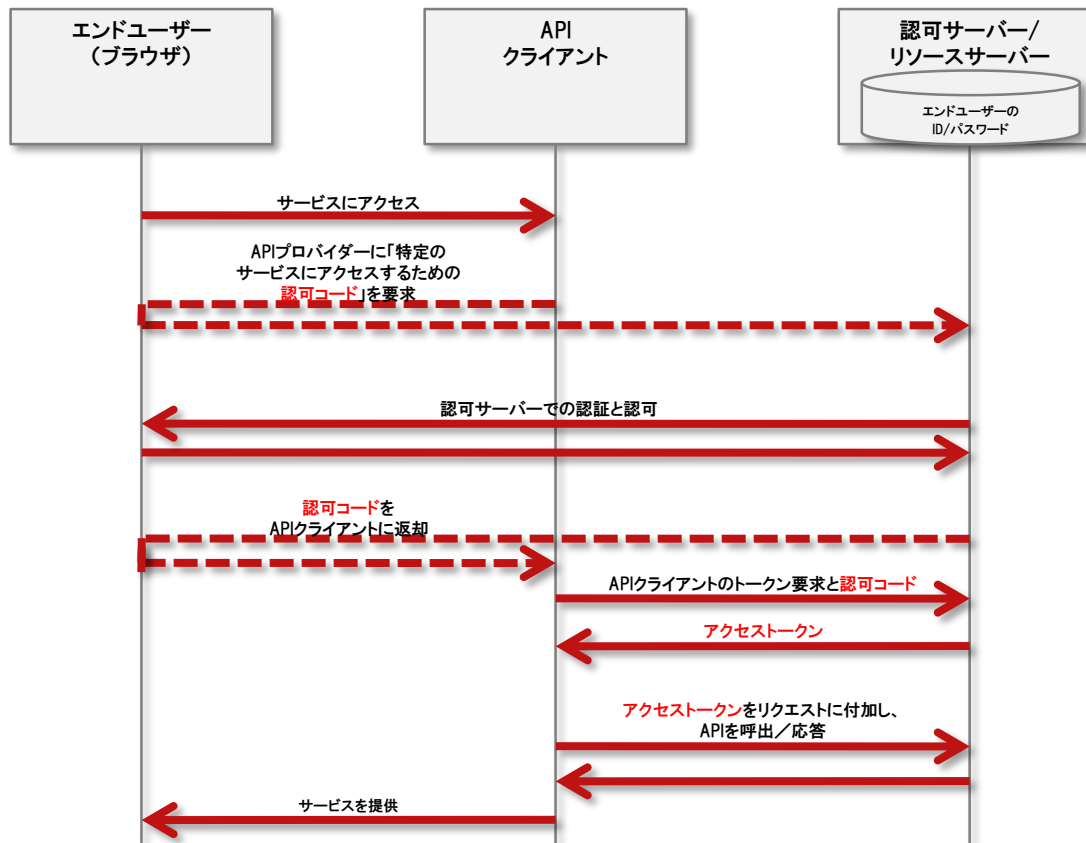 エンドユーザー
（ブラウザ）
API
クライアント
認可サーバー/
リソースサーバー
エンドユーザーの
ID/パスワード
サービスにアクセス
APIプロバイダーに「特定の
サービスにアクセスするための
認可コード」を要求
認可サーバーでの認証と認可
認可コードを
APIクライアントに返却
APIクライアントのトークン要求と認可コード
アクセストークン
アクセストークンをリクエストに付加し、
APIを呼出／応答
サービスを提供